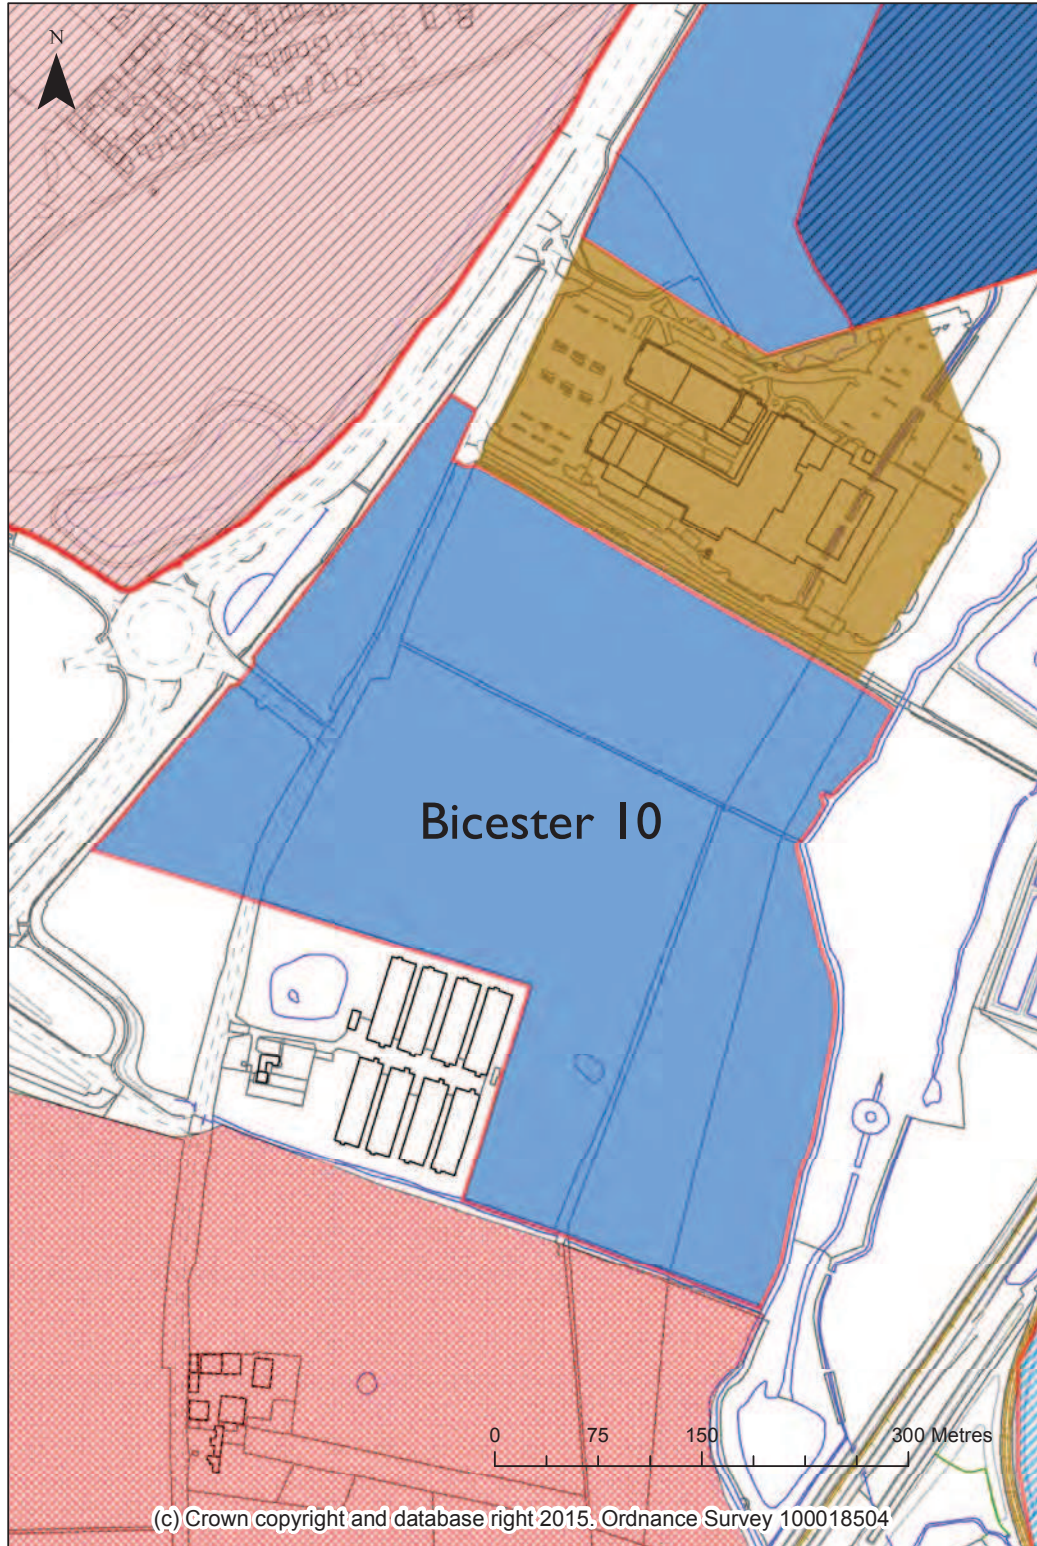 N
Bicester 10
0 75 150 300 Metres
(c) Crown copyright and database right 2015. Ordnance Survey 100018504